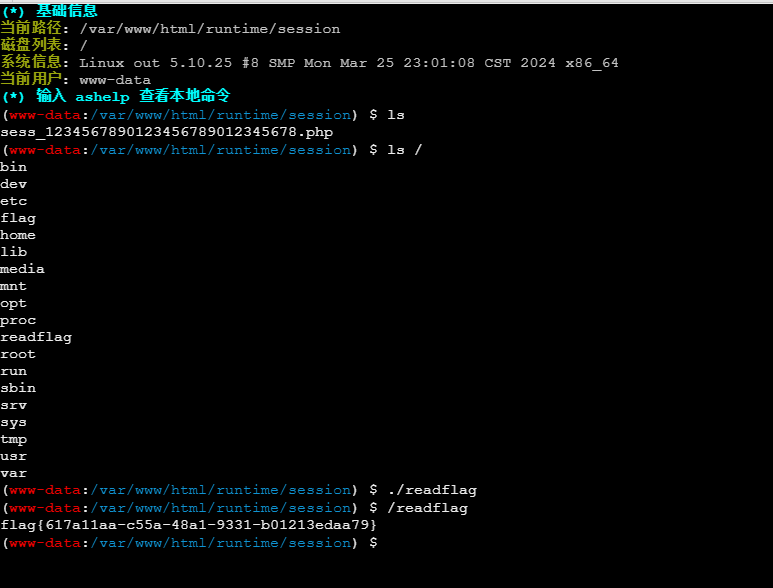 (*) 基础信息
当前路径: /var/www/html/runtime/session
磁盘列表: /
系统信息: Linux out 5.10.25 #8 SMP Mon Mar 25 23:01:08 CST 2024 x86_64
当前用户: www-data
(*) 输入 ashelp 查看本地命令
(www-data:/var/www/html/runtime/session) $ ls
sess_1234567890123456789012345678.php
(www-data:/var/www/html/runtime/session) $ ls /
bin
dev
etc
flag
home
lib
media
mnt
opt
proc
readflag
root
run
sbin
srv
sys
tmp
usr
var
(www-data:/var/www/html/runtime/session) $ ./readflag
(www-data:/var/www/html/runtime/session) $ /readflag
flag{617a11aa-c55a-48a1-9331-b01213edaa79}
(www-data:/var/www/html/runtime/session) $